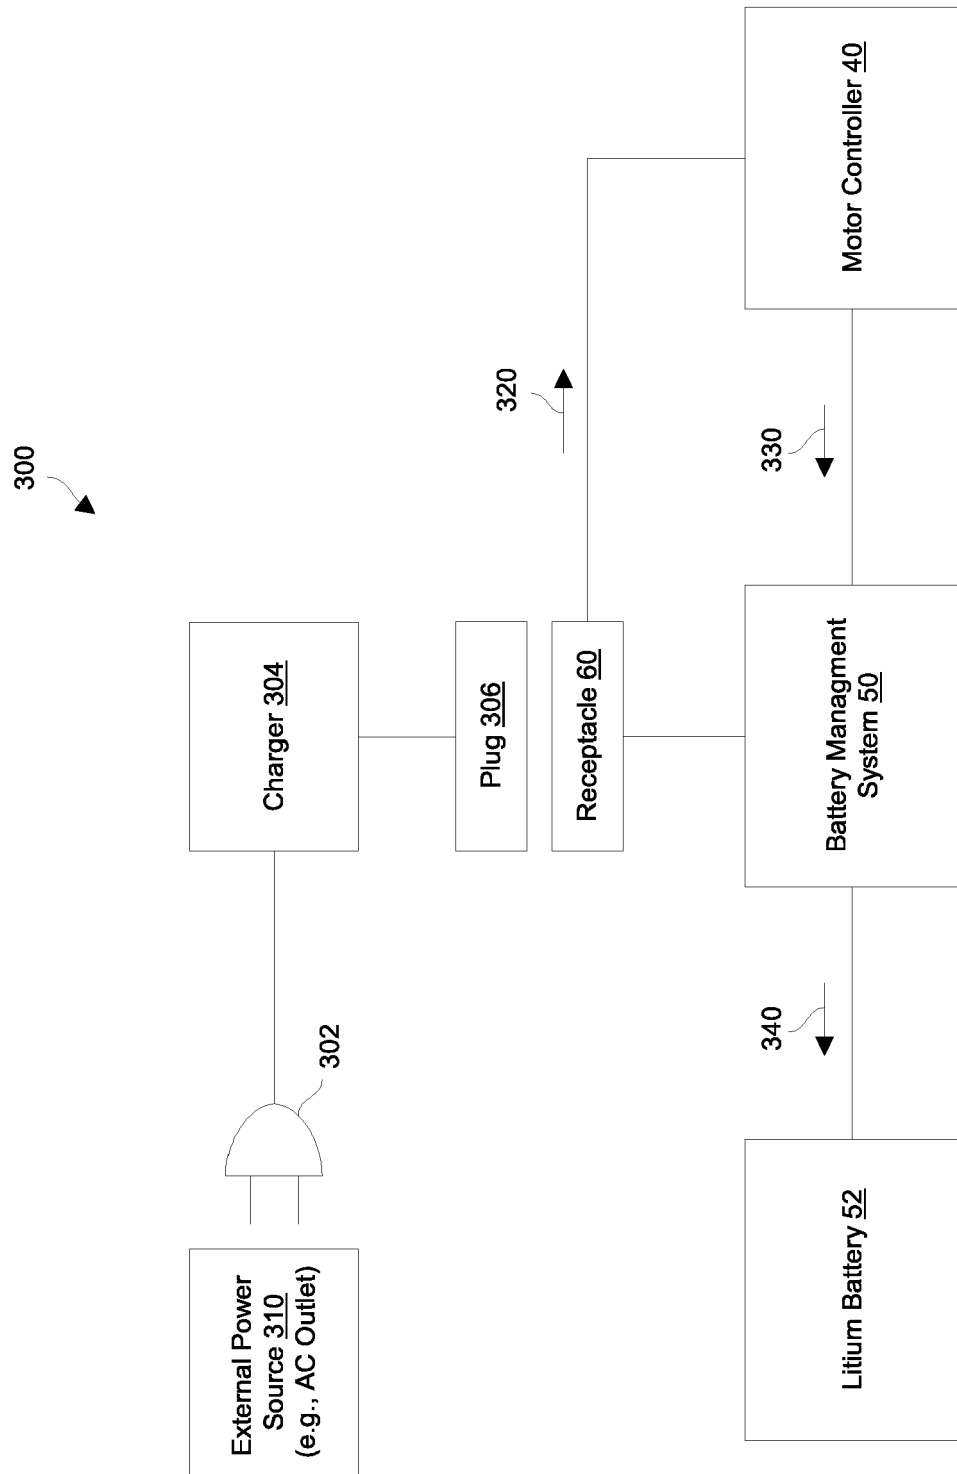 300
External Power
Source 310
(e.g., AC Outlet)
302
Charger 304
Plug 306
Receptacle 60
320
Litium Battery 52
340
Battery Managment
System 50
330
Motor Controller 40